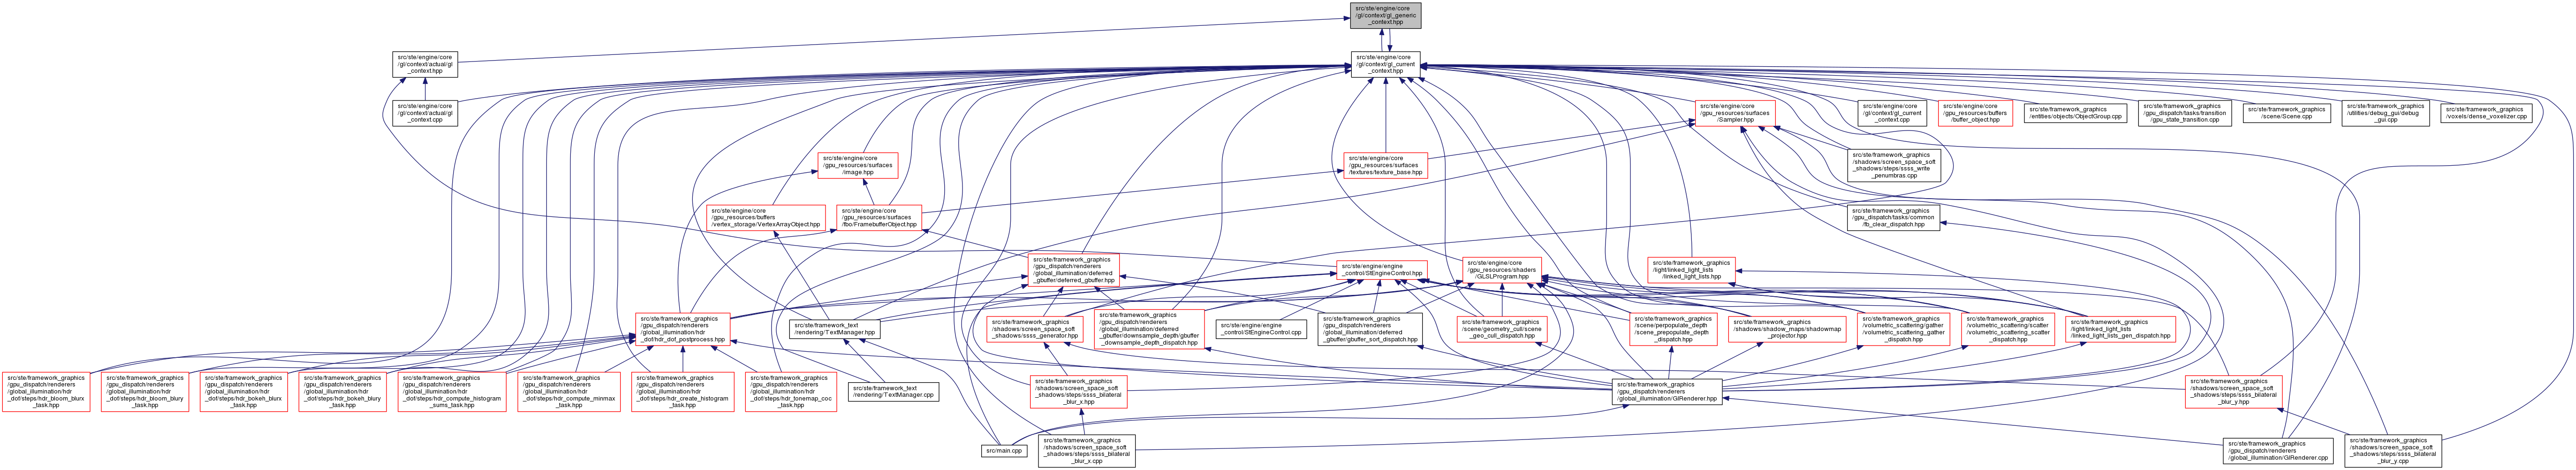 src/ste/engine/core
/gl/context/gl_generic
_context.hpp
src/ste/engine/core
/gl/context/actual/gl
_context.hpp
src/ste/engine/core
/gl/context/gl_current
_context.hpp
src/ste/engine/core
/gl/context/actual/gl
_context.cpp
src/ste/engine/core
/gpu_resources/surfaces
/Sampler.hpp
src/ste/engine/core
/gl/context/gl_current
_context.cpp
src/ste/engine/core
/gpu_resources/buffers
/buffer_object.hpp
src/ste/framework_graphics
/entities/objects/ObjectGroup.cpp
src/ste/framework_graphics
/gpu_dispatch/tasks/transition
/gpu_state_transition.cpp
src/ste/framework_graphics
/scene/Scene.cpp
src/ste/framework_graphics
/utilities/debug_gui/debug
_gui.cpp
src/ste/framework_graphics
/voxels/dense_voxelizer.cpp
src/ste/engine/core
/gpu_resources/surfaces
/image.hpp
src/ste/engine/core
/gpu_resources/surfaces
/textures/texture_base.hpp
src/ste/framework_graphics
/shadows/screen_space_soft
_shadows/steps/ssss_write
_penumbras.cpp
src/ste/engine/core
/gpu_resources/buffers
/vertex_storage/VertexArrayObject.hpp
src/ste/engine/core
/gpu_resources/surfaces
/fbo/FramebufferObject.hpp
src/ste/framework_graphics
/gpu_dispatch/tasks/common
/fb_clear_dispatch.hpp
src/ste/framework_graphics
/gpu_dispatch/renderers
/global_illumination/deferred
_gbuffer/deferred_gbuffer.hpp
src/ste/engine/engine
_control/StEngineControl.hpp
src/ste/engine/core
/gpu_resources/shaders
/GLSLProgram.hpp
src/ste/framework_graphics
/light/linked_light_lists
/linked_light_lists.hpp
src/ste/framework_graphics
/gpu_dispatch/renderers
/global_illumination/hdr
_dof/hdr_dof_postprocess.hpp
src/ste/framework_text
/rendering/TextManager.hpp
src/ste/framework_graphics
/shadows/screen_space_soft
_shadows/ssss_generator.hpp
src/ste/framework_graphics
/gpu_dispatch/renderers
/global_illumination/deferred
_gbuffer/downsample_depth/gbuffer
_downsample_depth_dispatch.hpp
src/ste/engine/engine
_control/StEngineControl.cpp
src/ste/framework_graphics
/gpu_dispatch/renderers
/global_illumination/deferred
_gbuffer/gbuffer_sort_dispatch.hpp
src/ste/framework_graphics
/scene/geometry_cull/scene
_geo_cull_dispatch.hpp
src/ste/framework_graphics
/scene/perpopulate_depth
/scene_prepopulate_depth
_dispatch.hpp
src/ste/framework_graphics
/shadows/shadow_maps/shadowmap
_projector.hpp
src/ste/framework_graphics
/volumetric_scattering/gather
/volumetric_scattering_gather
_dispatch.hpp
src/ste/framework_graphics
/volumetric_scattering/scatter
/volumetric_scattering_scatter
_dispatch.hpp
src/ste/framework_graphics
/light/linked_light_lists
/linked_light_lists_gen_dispatch.hpp
src/ste/framework_graphics
/gpu_dispatch/renderers
/global_illumination/hdr
_dof/steps/hdr_bloom_blurx
_task.hpp
src/ste/framework_graphics
/gpu_dispatch/renderers
/global_illumination/hdr
_dof/steps/hdr_bloom_blury
_task.hpp
src/ste/framework_graphics
/gpu_dispatch/renderers
/global_illumination/hdr
_dof/steps/hdr_bokeh_blurx
_task.hpp
src/ste/framework_graphics
/gpu_dispatch/renderers
/global_illumination/hdr
_dof/steps/hdr_bokeh_blury
_task.hpp
src/ste/framework_graphics
/gpu_dispatch/renderers
/global_illumination/hdr
_dof/steps/hdr_compute_histogram
_sums_task.hpp
src/ste/framework_graphics
/gpu_dispatch/renderers
/global_illumination/hdr
_dof/steps/hdr_compute_minmax
_task.hpp
src/ste/framework_graphics
/gpu_dispatch/renderers
/global_illumination/hdr
_dof/steps/hdr_create_histogram
_task.hpp
src/ste/framework_graphics
/gpu_dispatch/renderers
/global_illumination/hdr
_dof/steps/hdr_tonemap_coc
_task.hpp
src/ste/framework_text
/rendering/TextManager.cpp
src/ste/framework_graphics
/shadows/screen_space_soft
_shadows/steps/ssss_bilateral
_blur_x.hpp
src/ste/framework_graphics
/gpu_dispatch/renderers
/global_illumination/GIRenderer.hpp
src/ste/framework_graphics
/shadows/screen_space_soft
_shadows/steps/ssss_bilateral
_blur_y.hpp
src/main.cpp
src/ste/framework_graphics
/shadows/screen_space_soft
_shadows/steps/ssss_bilateral
_blur_x.cpp
src/ste/framework_graphics
/gpu_dispatch/renderers
/global_illumination/GIRenderer.cpp
src/ste/framework_graphics
/shadows/screen_space_soft
_shadows/steps/ssss_bilateral
_blur_y.cpp